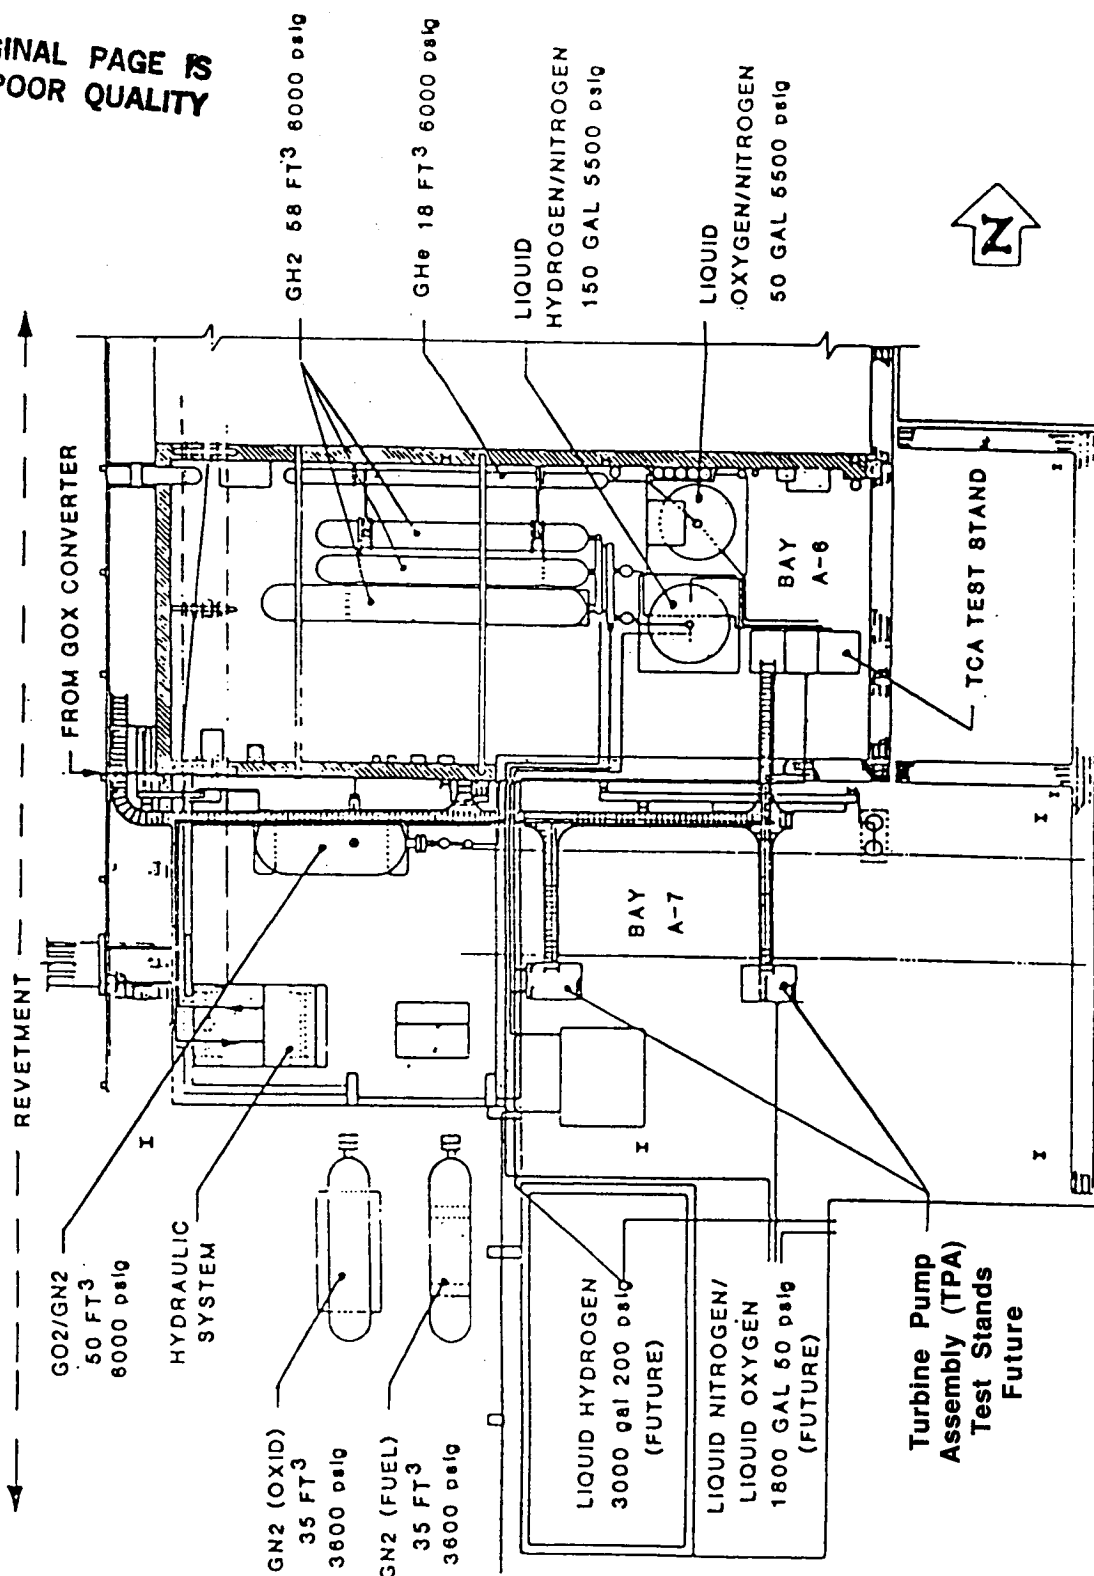 GINAL PAGE IS
POOR QUALITY
REVETMENT
FROM GOX CONVERTER
GO2/GN2
50 FT3
6000 psig
HYDRAULIC
SYSTEM
GN2 (OXID)
35 FT3
3600 psig
GN2 (FUEL)
35 FT3
3600 psig
GH2 58 FT3 6000 psig
GHe 18 FT3 6000 psig
LIQUID
HYDROGEN/NITROGEN
150 GAL 5500 psig
LIQUID
OXYGEN/NITROGEN
50 GAL 5500 psig
BAY
A-6
BAY
A-7
TCA TEST STAND
LIQUID HYDROGEN
3000 gal 200 psig
(FUTURE)
LIQUID NITROGEN/
LIQUID OXYGEN
1800 GAL 50 psig
(FUTURE)
Turbine Pump
Assembly (TPA)
Test Stands
Future
N